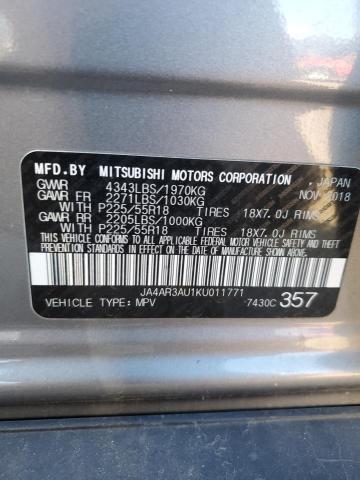 MFD.BY MITSUBISHI MOTORS CORPORATION , JAPAN
GVWR 4343LBS/1970KG NOV 2018
GAWR FR 2271LBS/1030KG
WITH P225/55R18 TIRES 18X7.0J RIMS
GAWR RR 2205LBS/1000KG
WITH P225/55R18 TIRES 18X7.0J RIMS
THIS VEHICLE CONFORMS TO ALL APPLICABLE FEDERAL MOTOR VEHICLE SAFETY, BUMPER, AND THEFT
PREVENTION STANDARDS IN EFFECT ON THE DATE OF MANUFACTURE SHOWN ABOVE.
JA4AR3AU1KU011771
VEHICLE TYPE: MPV 7430C 357